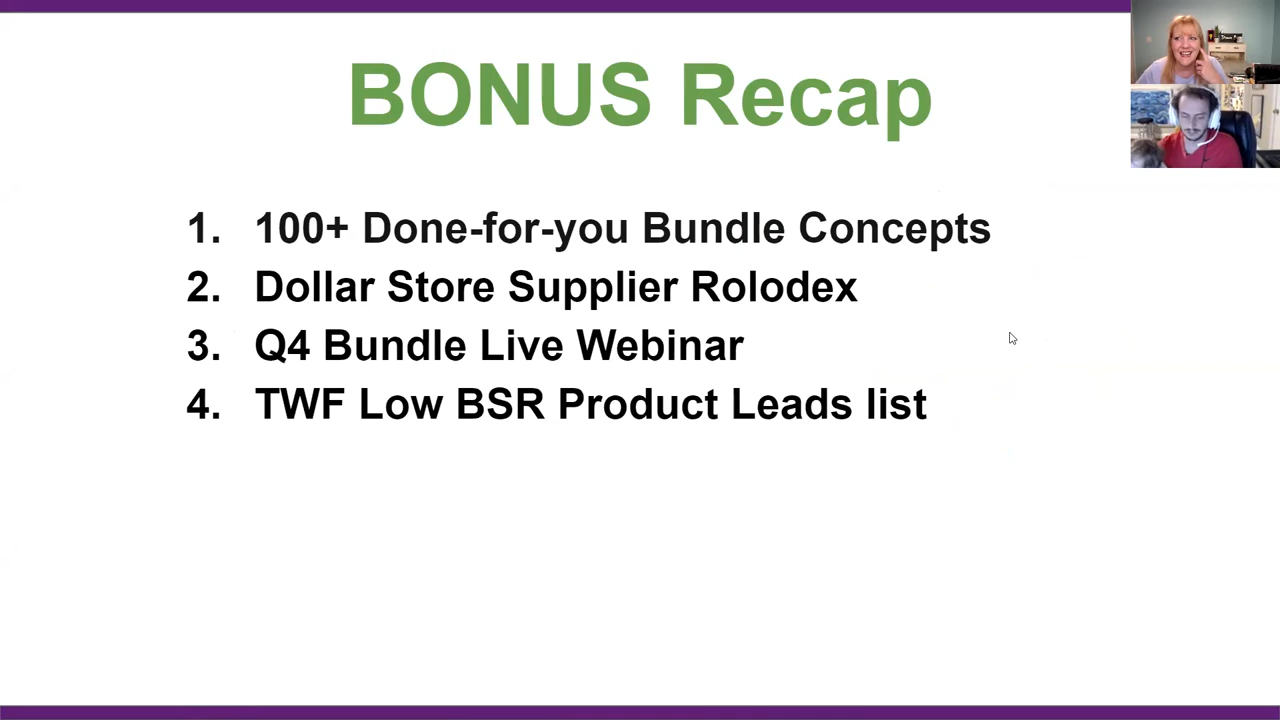 BONUS Recap
1. 100+ Done-for-you Bundle Concepts
2. Dollar Store Supplier Rolodex
3. Q4 Bundle Live Webinar
4. TWF Low BSR Product Leads list